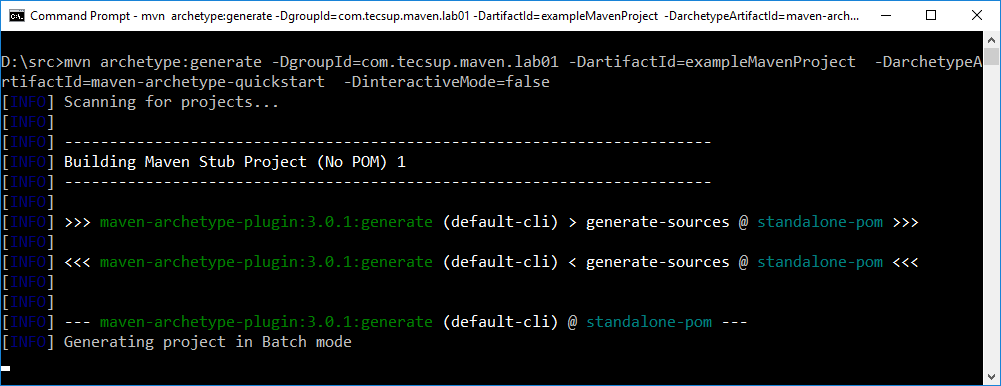 Command Prompt - mvn  archetype:generate -DgroupId=com.tecsup.maven.lab01 -DartifactId=exampleMavenProject  -DarchetypeArtifactId=maven-arch...
D:\src>mvn archetype:generate -DgroupId=com.tecsup.maven.lab01 -DartifactId=exampleMavenProject  -DarchetypeA
rtifactId=maven-archetype-quickstart  -DinteractiveMode=false
[INFO] Scanning for projects...
[INFO]
[INFO] ------------------------------------------------------------------------
[INFO] Building Maven Stub Project (No POM) 1
[INFO] ------------------------------------------------------------------------
[INFO]
[INFO] >>> maven-archetype-plugin:3.0.1:generate (default-cli) > generate-sources @ standalone-pom >>>
[INFO]
[INFO] <<< maven-archetype-plugin:3.0.1:generate (default-cli) < generate-sources @ standalone-pom <<<
[INFO]
[INFO]
[INFO] --- maven-archetype-plugin:3.0.1:generate (default-cli) @ standalone-pom ---
[INFO] Generating project in Batch mode